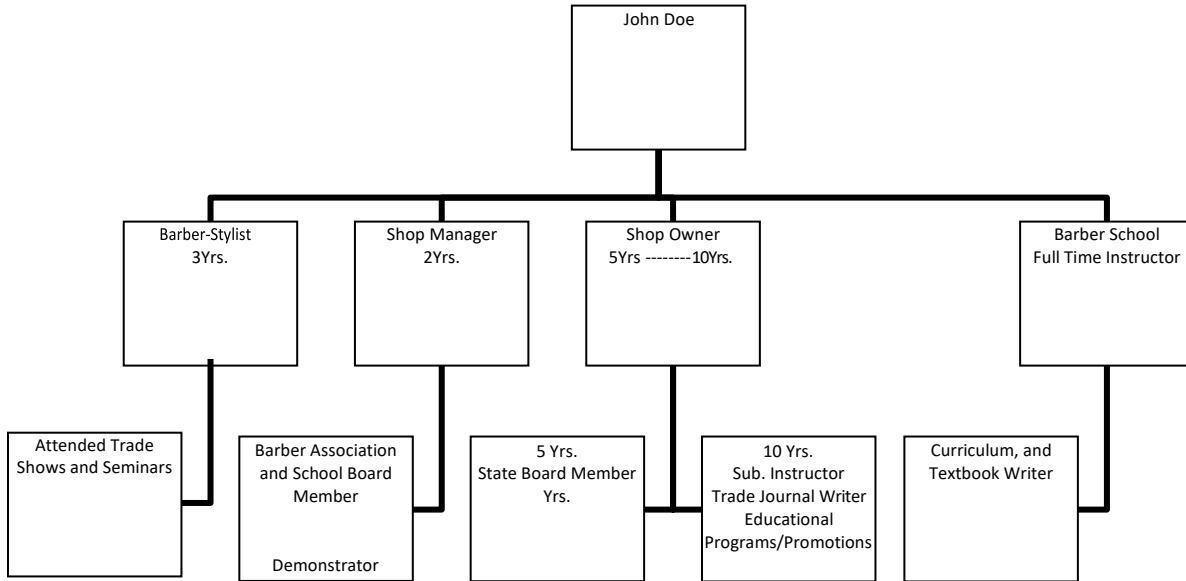 John Doe
Barber-Stylist
3Yrs.
Shop Manager
2Yrs.
Shop Owner
5Yrs --------10Yrs.
Barber School
Full Time Instructor
Attended Trade
Shows and Seminars
Barber Association
and School Board
Member
Demonstrator
5 Yrs.
State Board Member
Yrs.
10 Yrs.
Sub. Instructor
Trade Journal Writer
Educational
Programs/Promotions
Curriculum, and
Textbook Writer